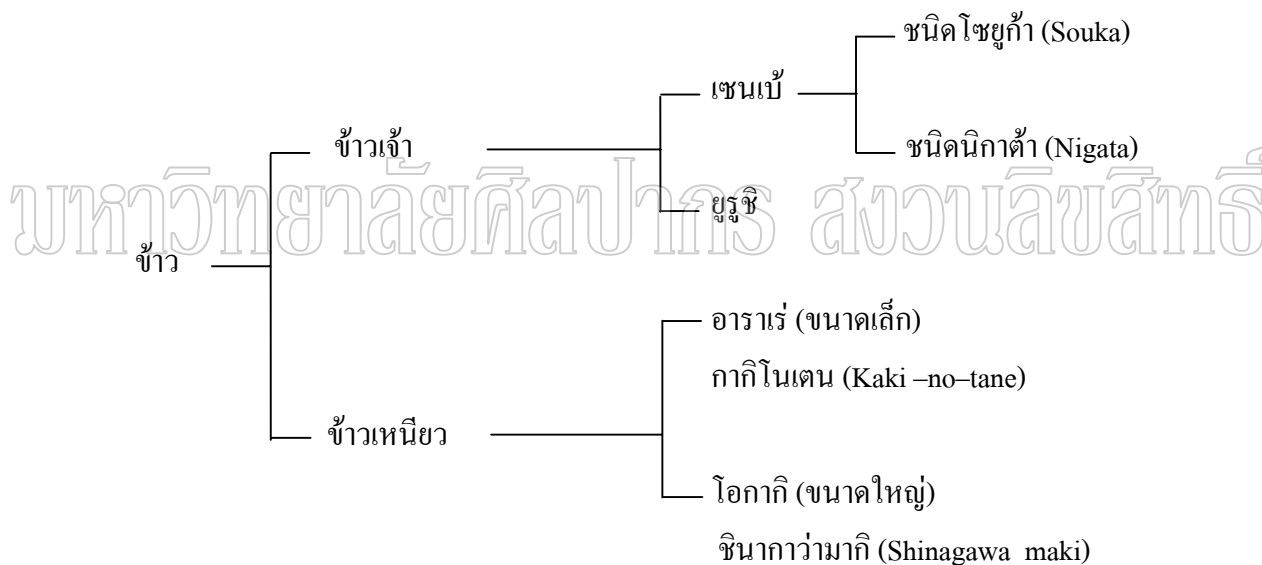 ชนิดโซยูก้า (Souka)
เซนเบ้
ข้าวเจ้า
ชนิดนิกาต้า (Nigata)
มหาวิทยาลัยศิลปากร สงวนลิขสิทธิ์
ยูรูชิ
ข้าว
อาราเร่ (ขนาดเล็ก)
กากิโนเตน (Kaki –no–tane)
ข้าวเหนียว
โอกากิ (ขนาดใหญ่)
ชินากาว่ามากิ (Shinagawa maki)